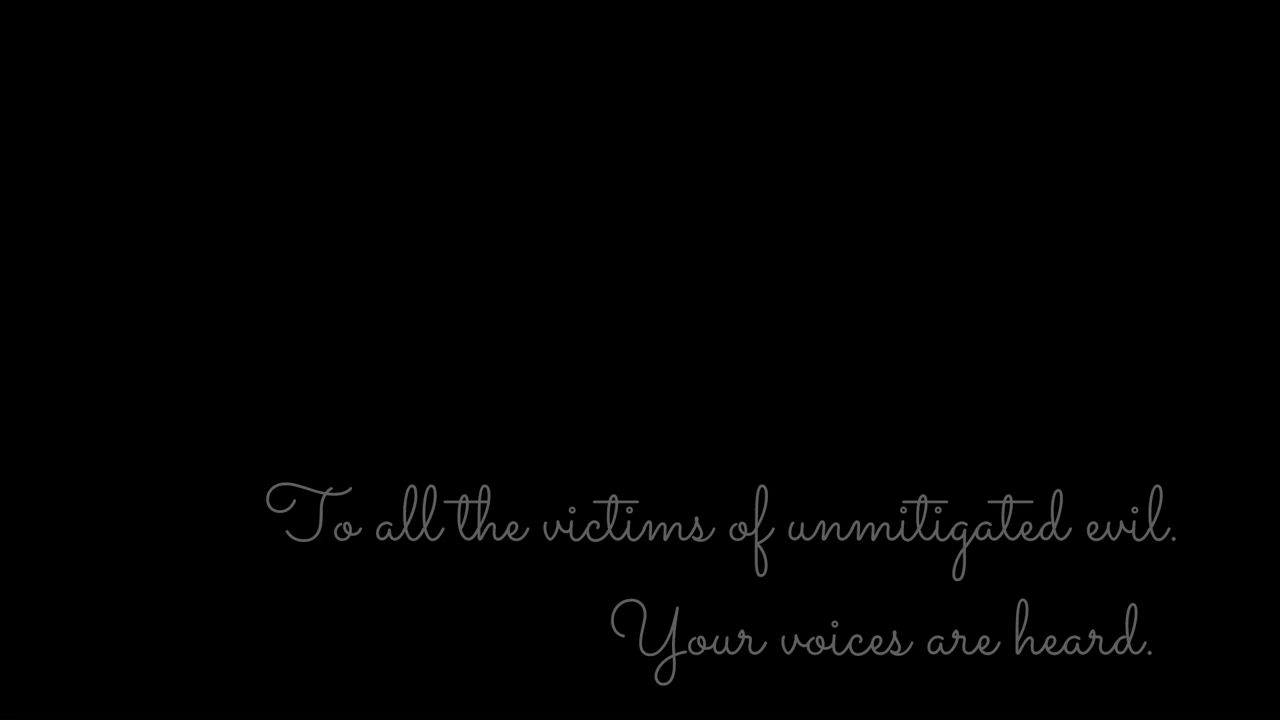 To all the victims of unmitigated evil.
Your voices are heard.